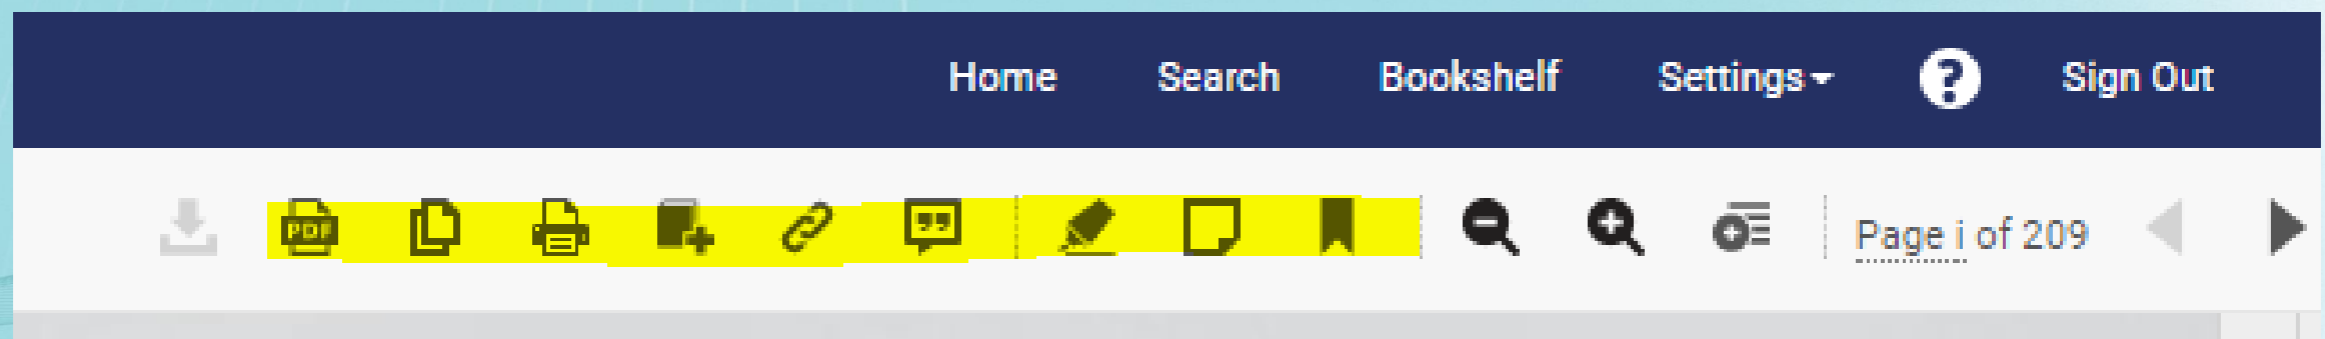 Home Search Bookshelf Settings ? Sign Out
PDF Page i of 209